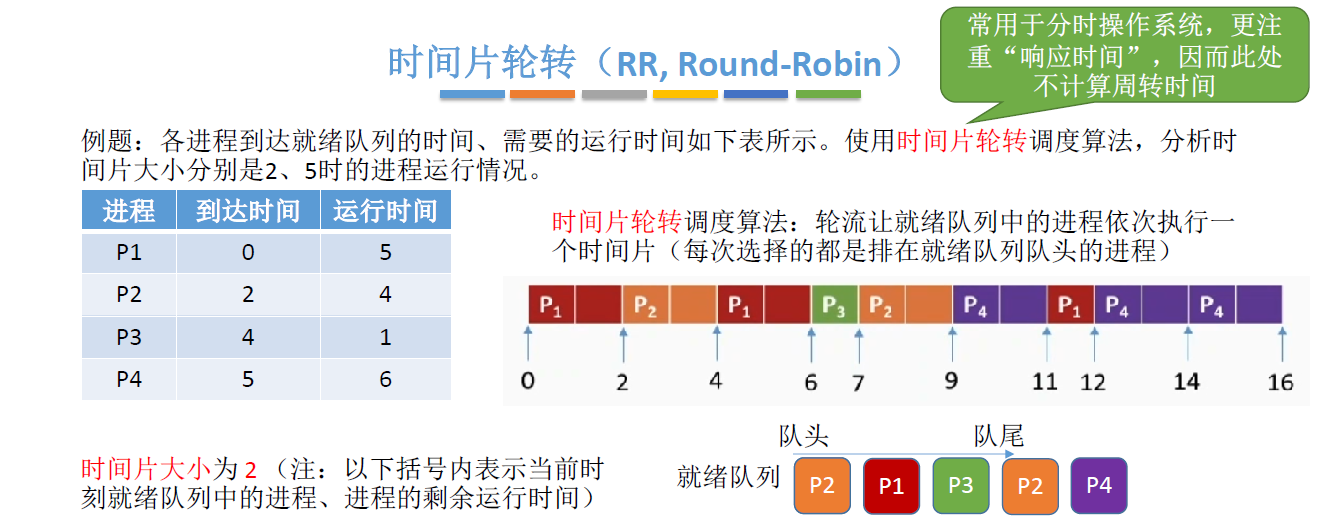 常用于分时操作系统，更注
重“响应时间”，因而此处
不计算周转时间
时间片轮转（RR, Round-Robin）
例题：各进程到达就绪队列的时间、需要的运行时间如下表所示。使用时间片轮转调度算法，分析时
间片大小分别是2、5时的进程运行情况。
进程 到达时间 运行时间
P1 0 5
P2 2 4
P3 4 1
P4 5 6
时间片轮转调度算法：轮流让就绪队列中的进程依次执行一
个时间片（每次选择的都是排在就绪队列队头的进程）
P1 P2 P1 P3 P2 P4 P1 P4 P4
0 2 4 6 7 9 11 12 14 16
时间片大小为 2 （注：以下括号内表示当前时
刻就绪队列中的进程、进程的剩余运行时间）
队头 队尾
就绪队列 P2 P1 P3 P2 P4